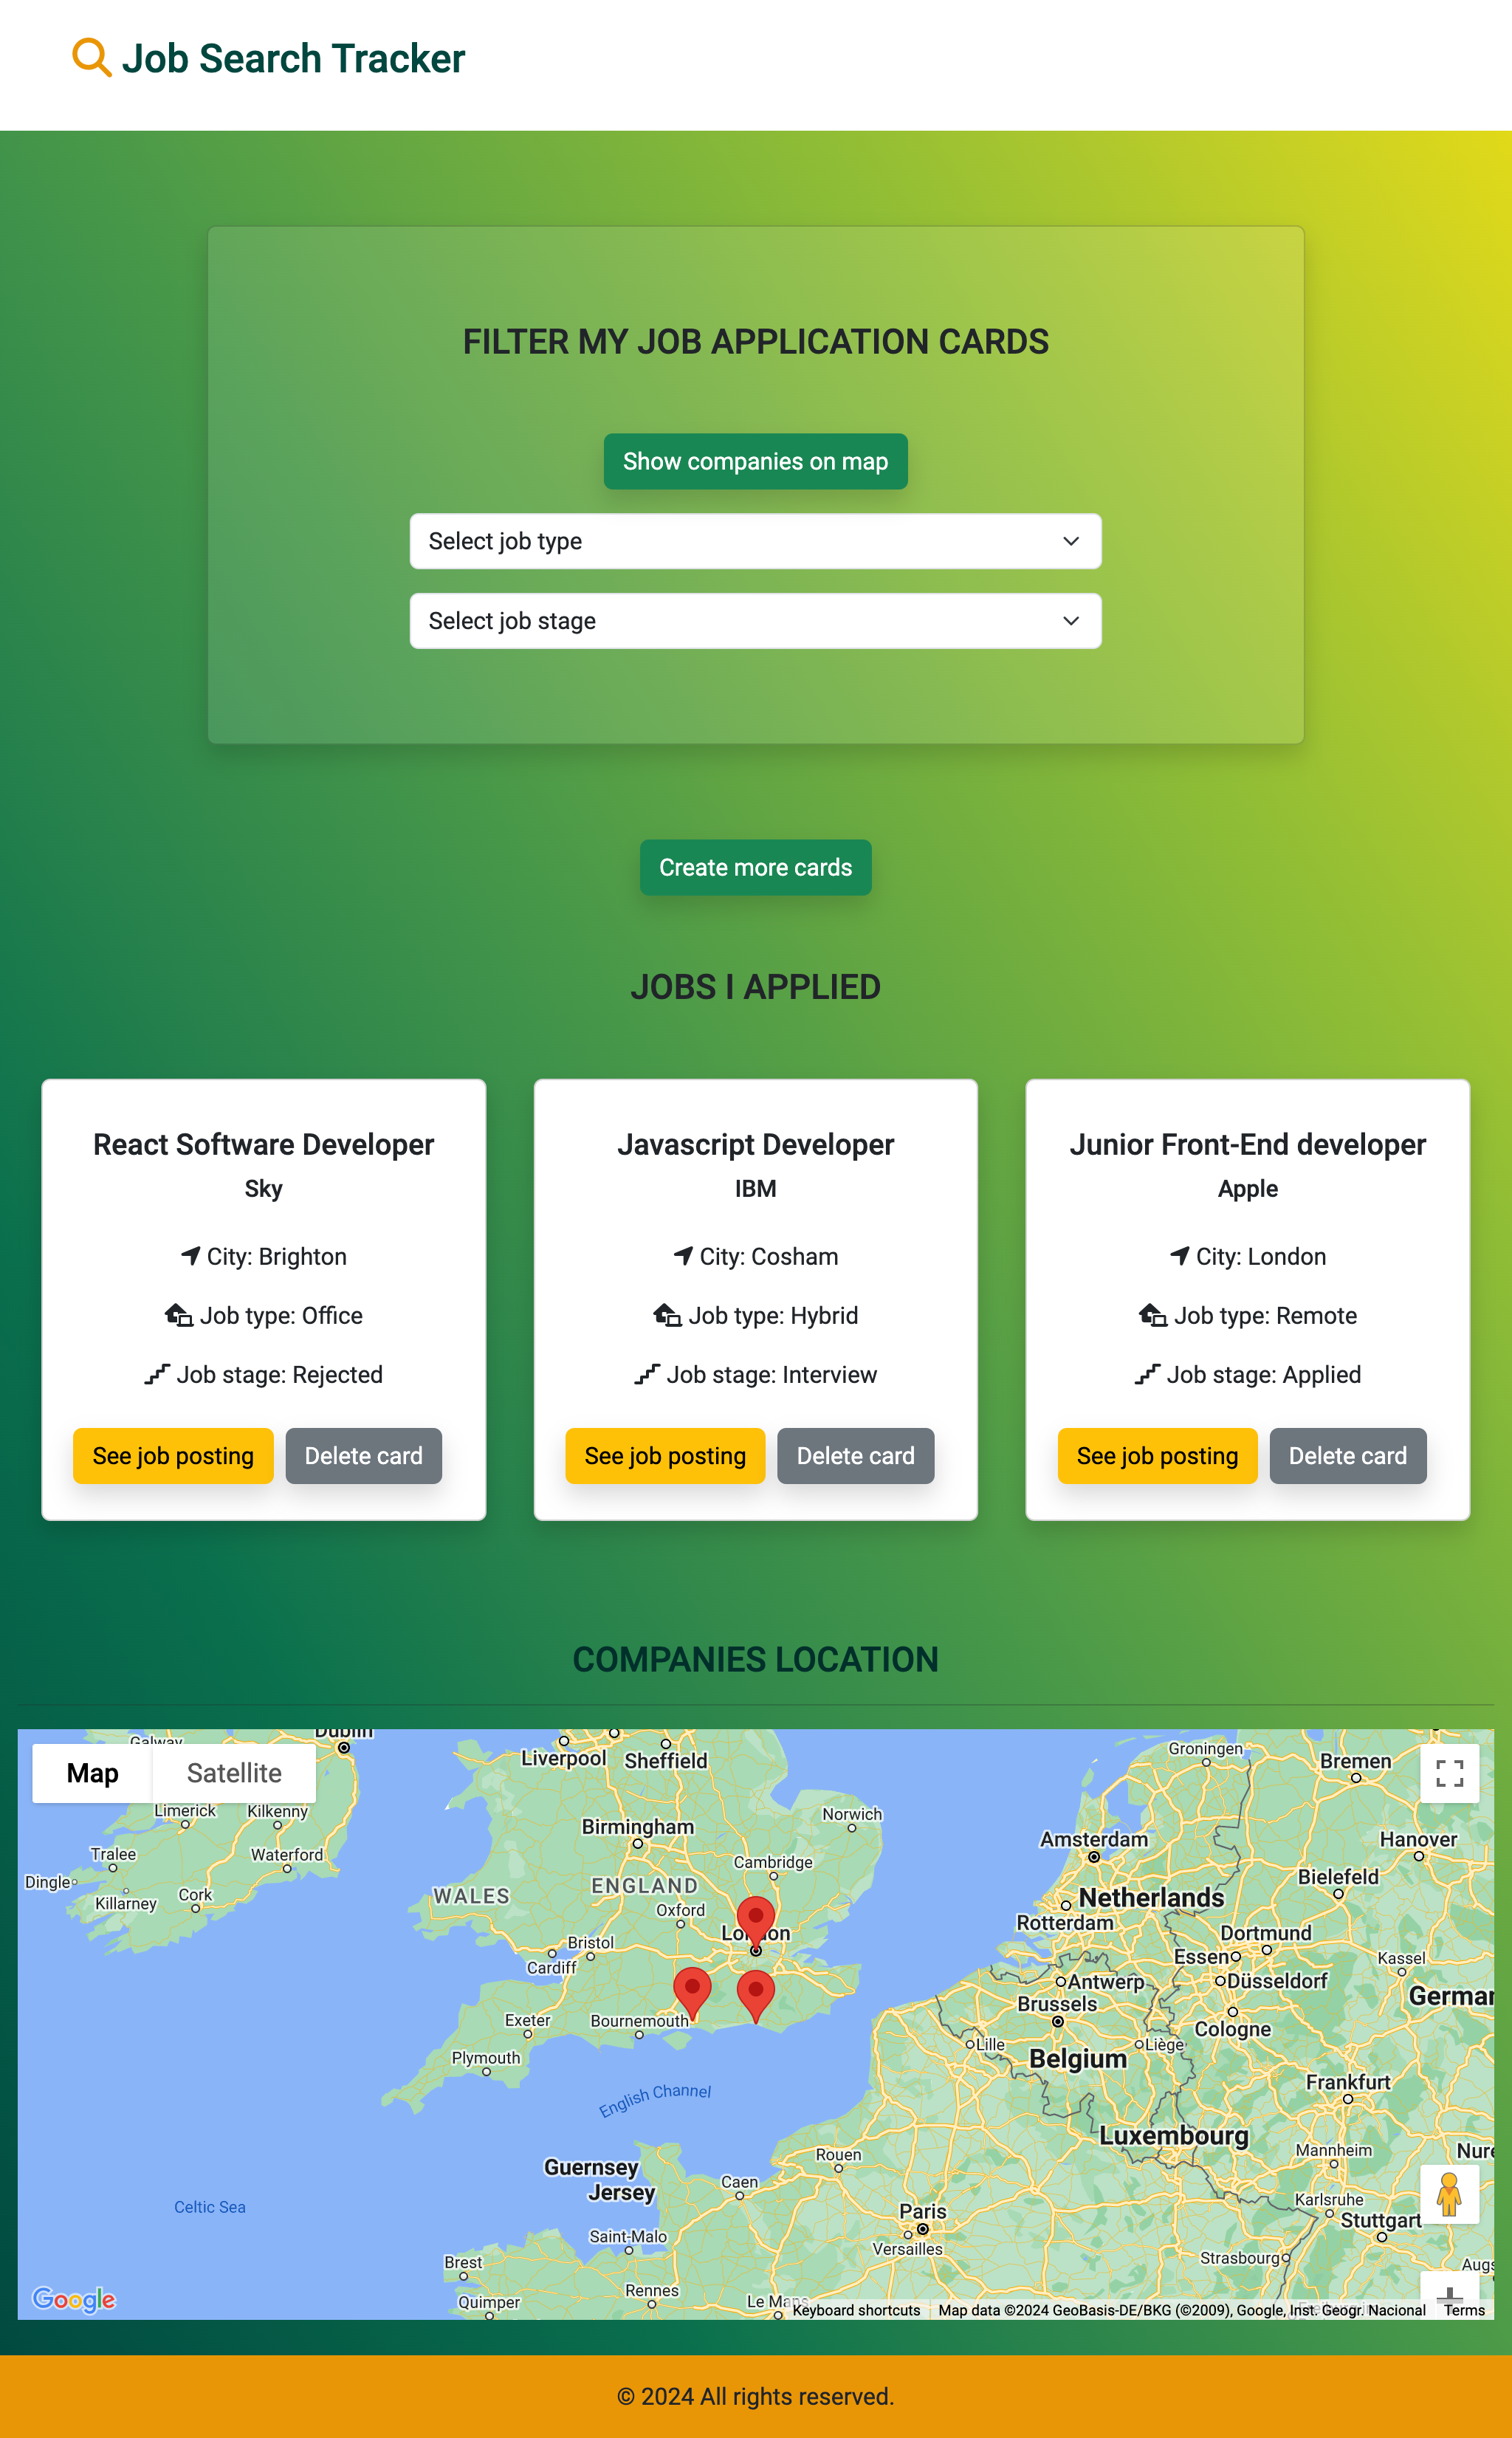 Job Search Tracker
FILTER MY JOB APPLICATION CARDS
Show companies on map
Select job type
Select job stage
Create more cards
JOBS I APPLIED
React Software Developer
Sky
City: Brighton
Job type: Office
Job stage: Rejected
See job posting
Delete card
Javascript Developer
IBM
City: Cosham
Job type: Hybrid
Job stage: Interview
See job posting
Delete card
Junior Front-End developer
Apple
City: London
Job type: Remote
Job stage: Applied
See job posting
Delete card
COMPANIES LOCATION
Map
Satellite
Galway
Dublin
Liverpool
Sheffield
Groningen
Bremen
Limerick
Kilkenny
Birmingham
Norwich
Amsterdam
Hanover
Tralee
Waterford
Cambridge
Bielefeld
Dingle
Killarney
Cork
WALES
ENGLAND
Oxford
Netherlands
Rotterdam
London
Dortmund
Bristol
Cardiff
Essen
Kassel
Antwerp
Düsseldorf
Brussels
German
Exeter
Bournemouth
Cologne
Lille
Liège
Plymouth
Belgium
Frankfurt
English Channel
Luxembourg
Mannheim
Nure
Rouen
Guernsey
Jersey
Caen
Celtic Sea
Karlsruhe
Paris
Stuttgart
Saint-Malo
Versailles
Strasbourg
Brest
Augs
Rennes
Quimper
Le Mans
Google
Keyboard shortcuts
Map data ©2024 GeoBasis-DE/BKG (©2009), Google, Inst. Geogr. Nacional
Terms
© 2024 All rights reserved.